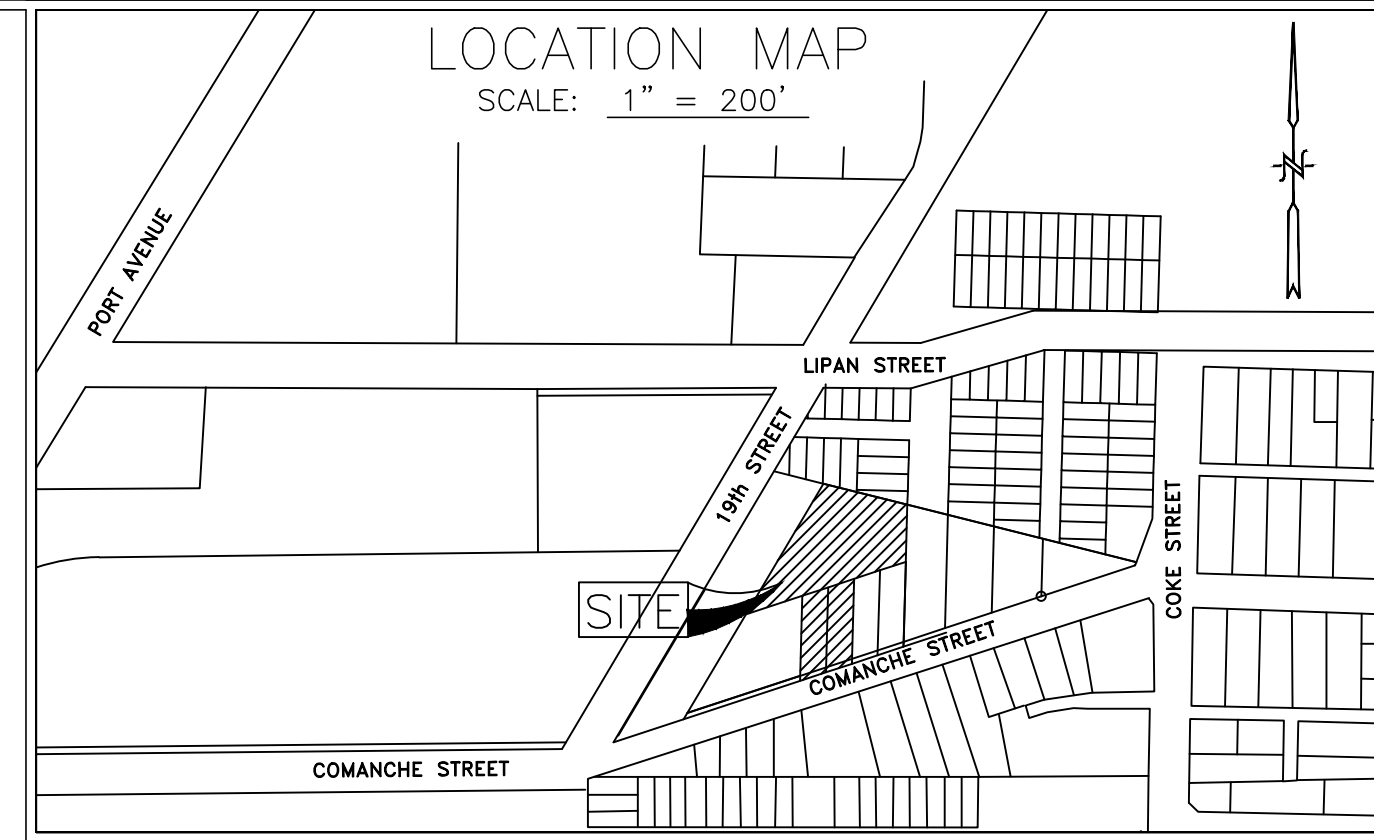 LOCATION MAP
SCALE: 1" = 200'
N
PORT AVENUE
LIPAN STREET
19th STREET
COKE STREET
SITE
COMANCHE STREET
COMANCHE STREET